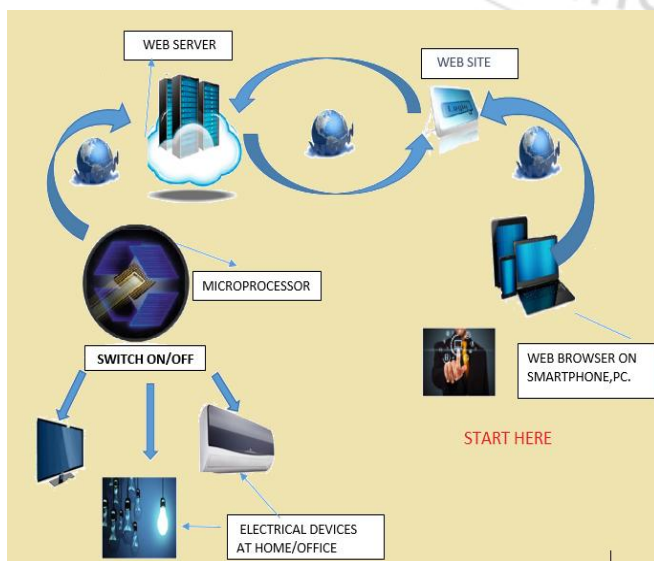 WEB SERVER
WEB SITE
Login
MICROPROCESSOR
SWITCH ON/OFF
WEB BROWSER ON
SMARTPHONE,PC.
START HERE
ELECTRICAL DEVICES
AT HOME/OFFICE